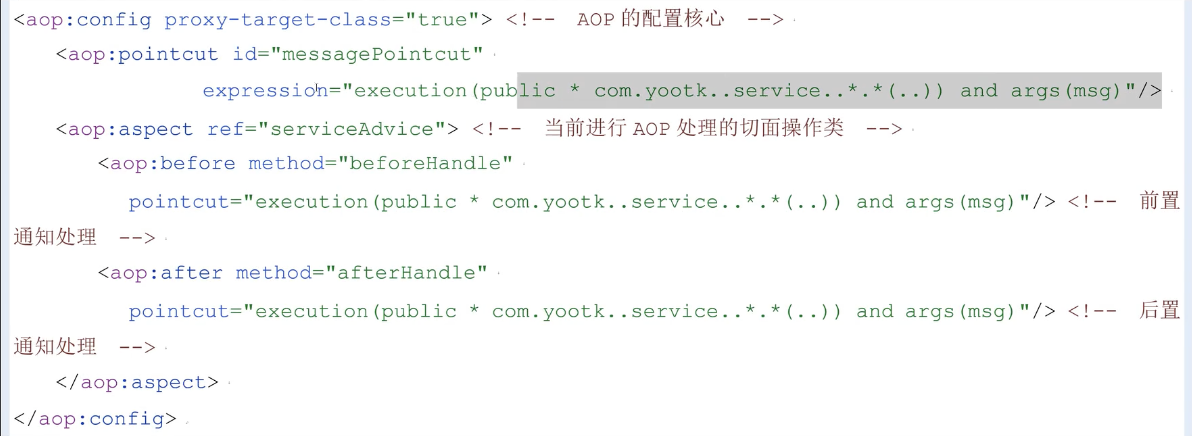 <aop:config proxy-target-class="true"> <!-- AOP 的配置核心 -->
<aop:pointcut id="messagePointcut"
expression="execution(public * com.yootk..service..*.*(..)) and args(msg)"/>
<aop:aspect ref="serviceAdvice"> <!-- 当前进行 AOP 处理的切面操作类 -->
<aop:before method="beforeHandle"
pointcut="execution(public * com.yootk..service..*.*(..)) and args(msg)"/> <!-- 前置
通知处理 -->
<aop:after method="afterHandle"
pointcut="execution(public * com.yootk..service..*.*(..)) and args(msg)"/> <!-- 后置
通知处理 -->
</aop:aspect>
</aop:config>